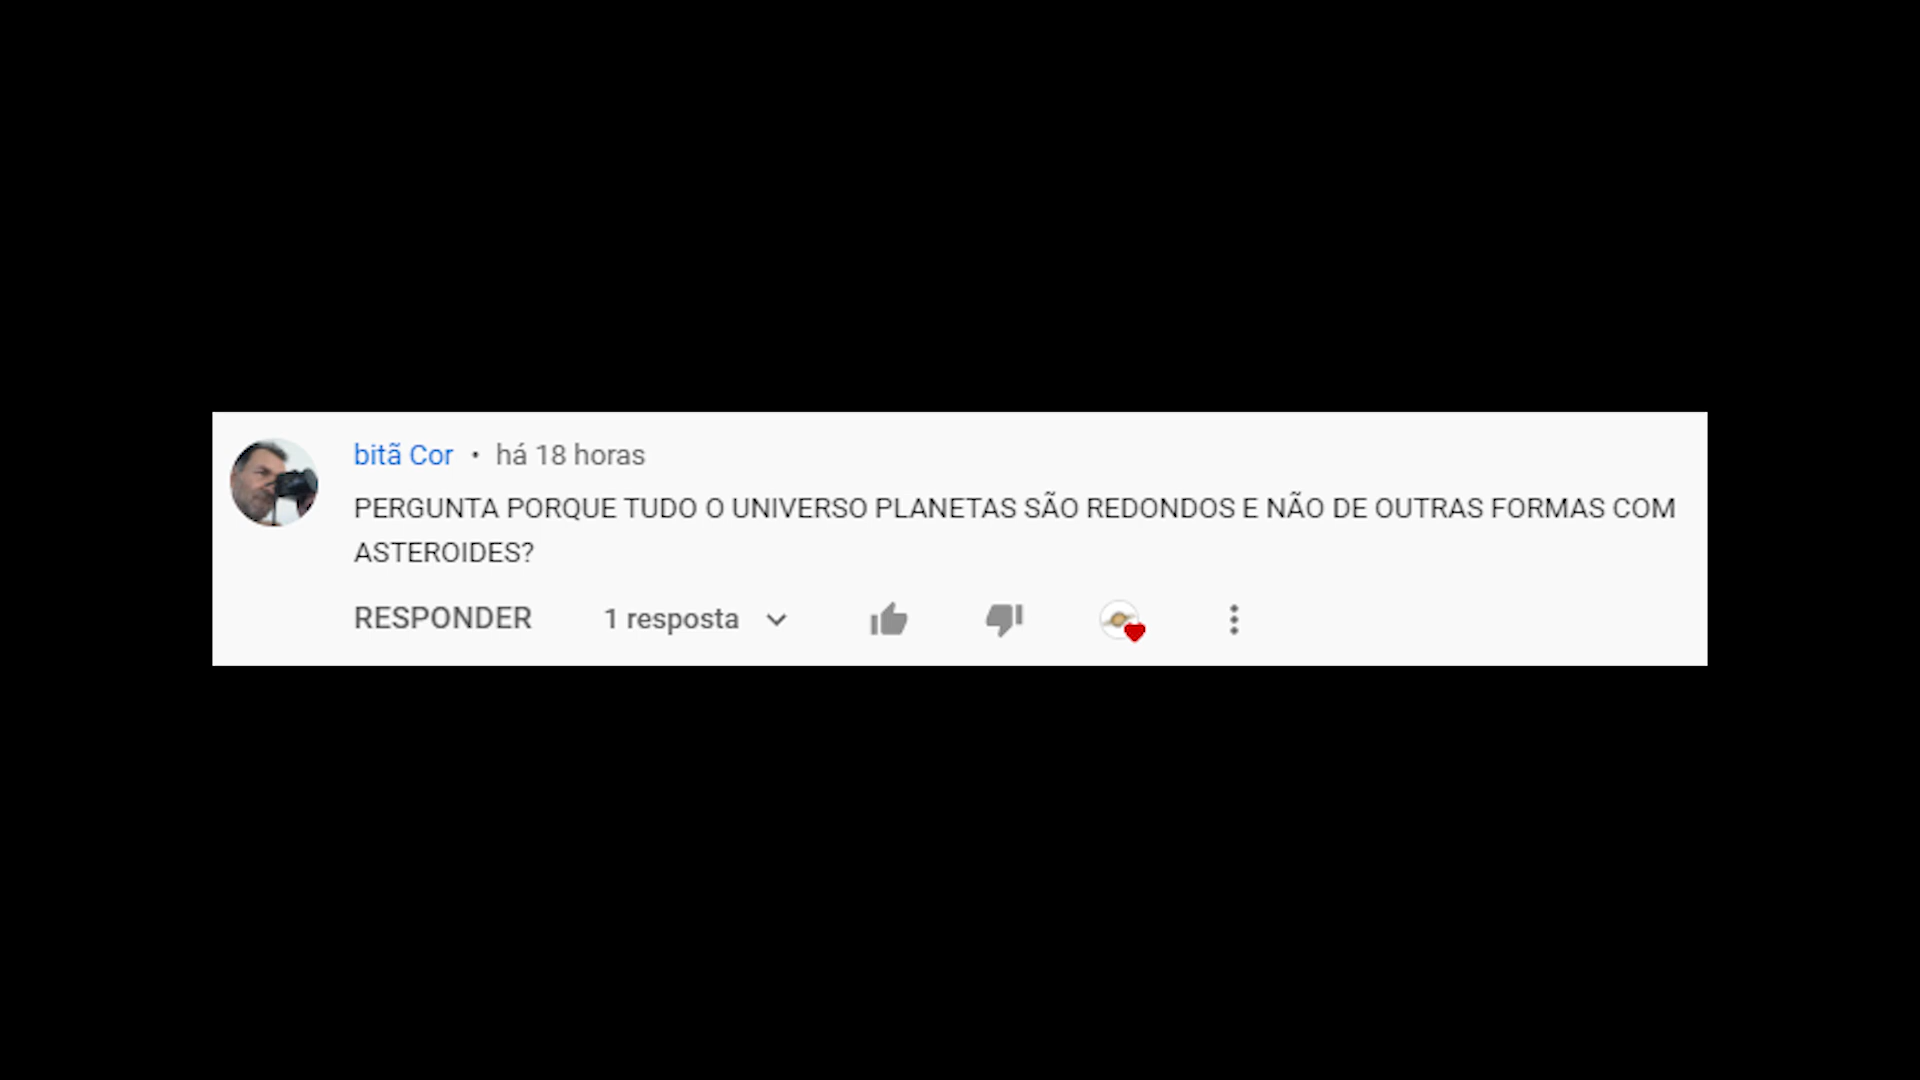 bitã Cor • há 18 horas
PERGUNTA PORQUE TUDO O UNIVERSO PLANETAS SÃO REDONDOS E NÃO DE OUTRAS FORMAS COM
ASTEROIDES?
RESPONDER 1 resposta